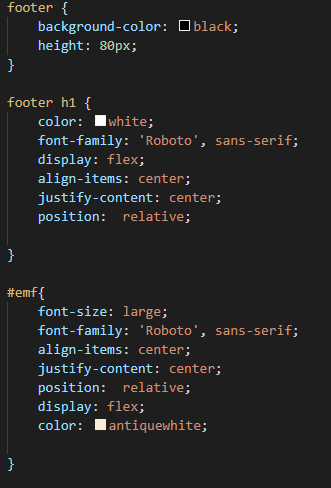 footer {
    background-color: black;
    height: 80px;
}

footer h1 {
    color: white;
    font-family: 'Roboto', sans-serif;
    display: flex;
    align-items: center;
    justify-content: center;
    position:  relative;

}

#emf{
    font-size: large;
    font-family: 'Roboto', sans-serif;
    align-items: center;
    justify-content: center;
    position:  relative;
    display: flex;
    color: antiquewhite;

}